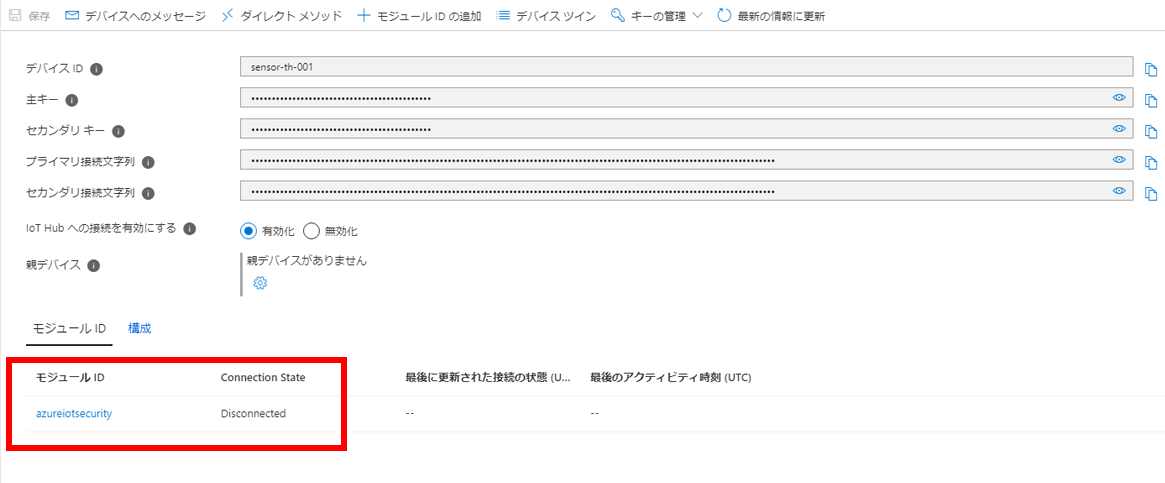 保存 デバイスへのメッセージ ダイレクト メソッド モジュール ID の追加 デバイス ツイン キーの管理 最新の情報に更新
デバイス ID sensor-th-001
主キー ••••••••••••••••••••••••••••••••••••••••••••
セカンダリ キー ••••••••••••••••••••••••••••••••••••••••••••
プライマリ接続文字列
セカンダリ接続文字列
IoT Hub への接続を有効にする 有効化 無効化
親デバイス 親デバイスがありません
モジュール ID 構成
モジュール ID Connection State 最後に更新された接続の状態 (U... 最後のアクティビティ時刻 (UTC)
azureiotsecurity Disconnected -- --